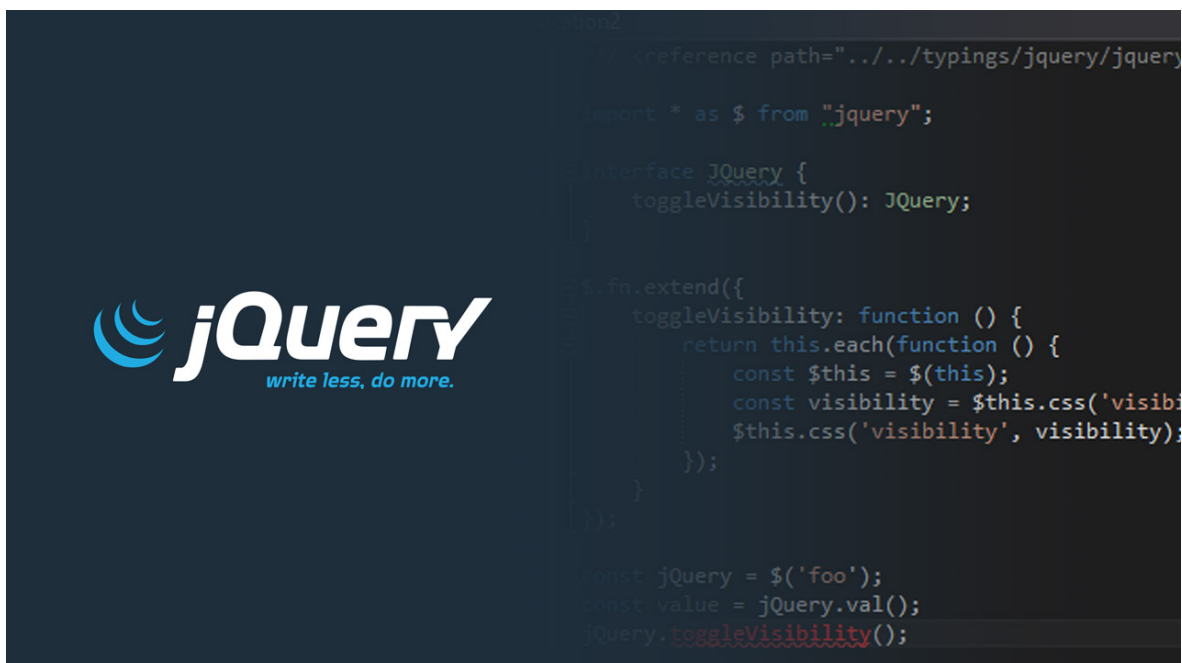 jQuery
write less, do more.
<reference path="../../typings/jquery/jquery
import * as $ from "jquery";
interface JQuery {
toggleVisibility(): JQuery;
}
$.fn.extend({
toggleVisibility: function () {
return this.each(function () {
const $this = $(this);
const visibility = $this.css('visibi
$this.css('visibility', visibility);
});
}
});
const jQuery = $('foo');
const value = jQuery.val();
jQuery.toggleVisibility();